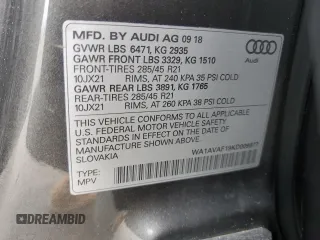 MFD. BY AUDI AG 09 18
GVWR LBS 6471, KG 2935
GAWR FRONT LBS 3329, KG 1510
FRONT-TIRES 285/45 R21
10JX21 RIMS, AT 240 KPA 35 PSI COLD
GAWR REAR LBS 3891, KG 1765
REAR-TIRES 285/45 R21
10JX21 RIMS, AT 260 KPA 38 PSI COLD
THIS VEHICLE CONFORMS TO ALL APPLICABLE
U.S. FEDERAL MOTOR VEHICLE SAFETY
STANDARDS IN EFFECT ON THE DATE OF
MANUFACTURE SHOWN ABOVE.
SLOVAKIA
TYPE:
MPV
Audi
AUTOBIDMASTER